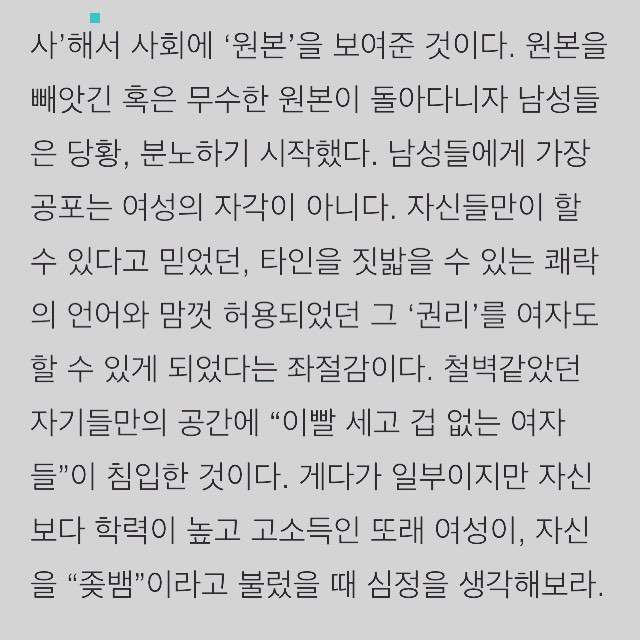 사’해서 사회에 ‘원본’을 보여준 것이다. 원본을
빼앗긴 혹은 무수한 원본이 돌아다니자 남성들
은 당황, 분노하기 시작했다. 남성들에게 가장
공포는 여성의 자각이 아니다. 자신들만이 할
수 있다고 믿었던, 타인을 짓밟을 수 있는 쾌락
의 언어와 맘껏 허용되었던 그 ‘권리’를 여자도
할 수 있게 되었다는 좌절감이다. 철벽같았던
자기들만의 공간에 “이빨 세고 겁 없는 여자
들”이 침입한 것이다. 게다가 일부이지만 자신
보다 학력이 높고 고소득인 또래 여성이, 자신
을 “좆뱀”이라고 불렀을 때 심정을 생각해보라.